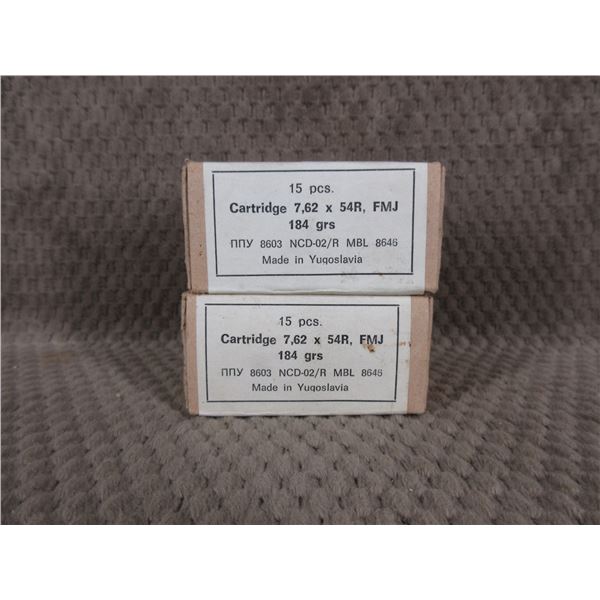 15 pcs.
Cartridge 7,62 x 54R, FMJ
184 grs
ППУ 8603 NCD-02/R MBL 8646
Made in Yugoslavia
15 pcs.
Cartridge 7,62 x 54R, FMJ
184 grs
ППУ 8603 NCD-02/R MBL 8646
Made in Yugoslavia